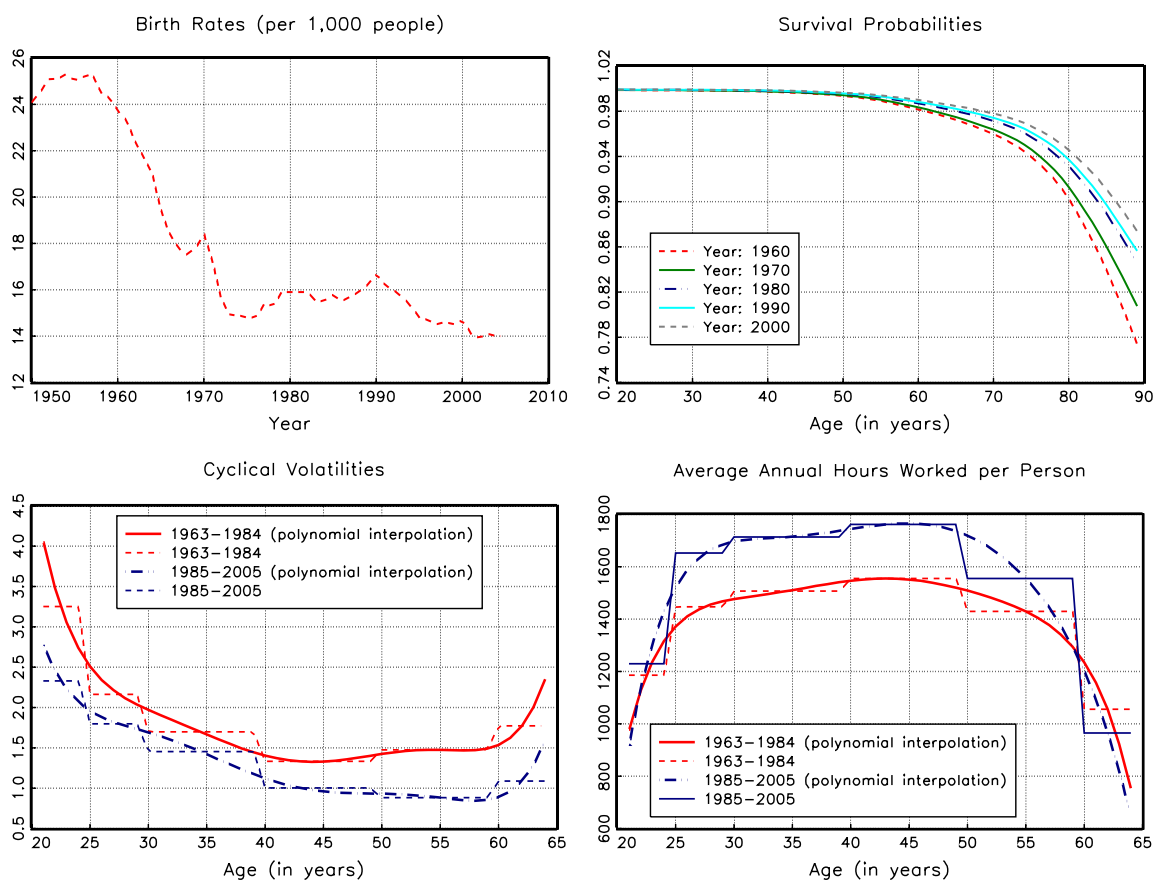 Birth Rates (per 1,000 people)
26
24
22
20
18
16
14
12
1950 1960 1970 1980 1990 2000 2010
Year
Survival Probabilities
1.02
0.98
0.94
0.90
0.86
0.82
0.78
0.74
Year: 1960
Year: 1970
Year: 1980
Year: 1990
Year: 2000
20 30 40 50 60 70 80 90
Age (in years)
Cyclical Volatilities
4.5
4.0
3.5
3.0
2.5
2.0
1.5
1.0
0.5
1963-1984 (polynomial interpolation)
1963-1984
1985-2005 (polynomial interpolation)
1985-2005
20 25 30 35 40 45 50 55 60 65
Age (in years)
Average Annual Hours Worked per Person
1800
1600
1400
1200
1000
800
600
1963-1984 (polynomial interpolation)
1963-1984
1985-2005 (polynomial interpolation)
1985-2005
20 25 30 35 40 45 50 55 60 65
Age (in years)